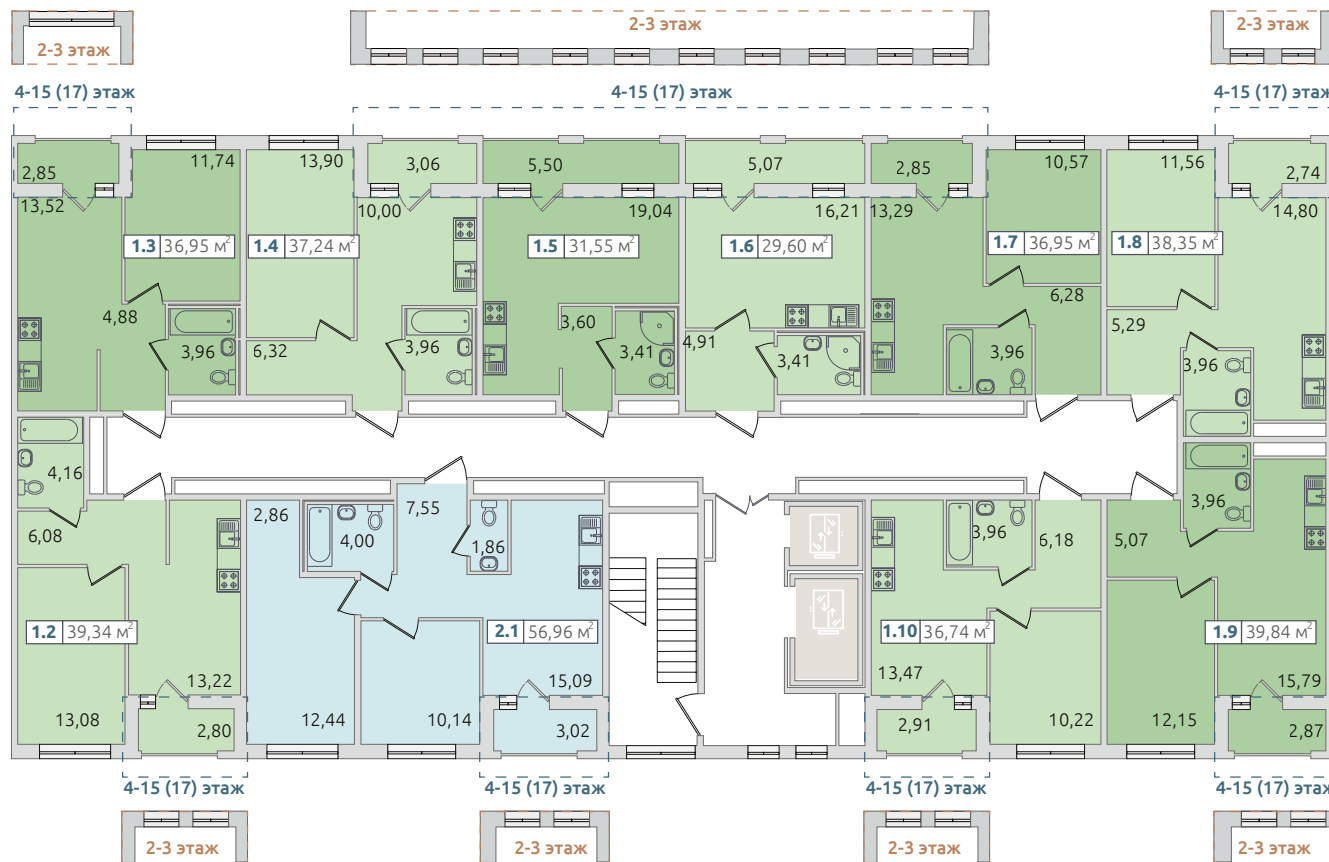 2-3 этаж
2-3 этаж
2-3 этаж
4-15 (17) этаж
4-15 (17) этаж
4-15 (17) этаж
2,85
11,74
13,90
3,06
5,50
5,07
2,85
10,57
11,56
2,74
13,52
10,00
19,04
16,21
13,29
14,80
1.3 36,95 м²
1.4 37,24 м²
1.5 31,55 м²
1.6 29,60 м²
1.7 36,95 м²
1.8 38,35 м²
4,88
3,96
6,32
3,96
3,60
3,41
4,91
3,41
3,96
6,28
5,29
3,96
4,16
6,08
2,86
4,00
7,55
1,86
3,96
6,18
5,07
3,96
1.2 39,34 м²
2.1 56,96 м²
1.10 36,74 м²
1.9 39,84 м²
13,22
15,09
13,47
15,79
13,08
2,80
12,44
10,14
3,02
2,91
10,22
12,15
2,87
4-15 (17) этаж
4-15 (17) этаж
4-15 (17) этаж
4-15 (17) этаж
2-3 этаж
2-3 этаж
2-3 этаж
2-3 этаж